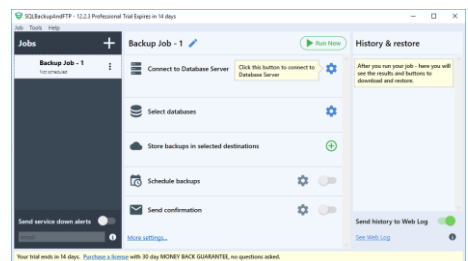 SQLBackupAndFTP - 12.2.3 Professional Trial Expires in 14 days
Job Tools Help
Jobs
Backup Job - 1
Not scheduled
Send service down alerts
email
Backup Job - 1
Run Now
Connect to Database Server
Click this button to connect to
Database Server
Select databases
Store backups in selected destinations
Schedule backups
Send confirmation
More settings...
History & restore
After you run your job - here you will
see the results and buttons to
download and restore.
Send history to Web Log
See Web Log
Your trial ends in 14 days. Purchase a license with 30 day MONEY BACK GUARANTEE, no questions asked.